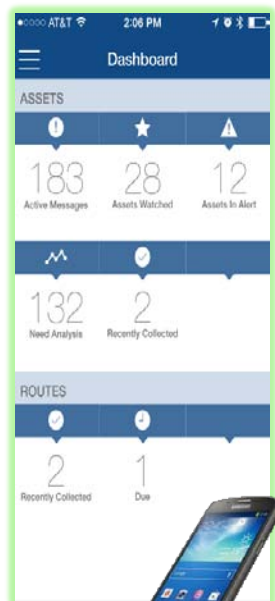 AT&T 2:06 PM
Dashboard
ASSETS
183 28 12
Active Messages Assets Watched Assets In Alert
132 2
Need Analysis Recently Collected
ROUTES
2 1
Recently Collected Due